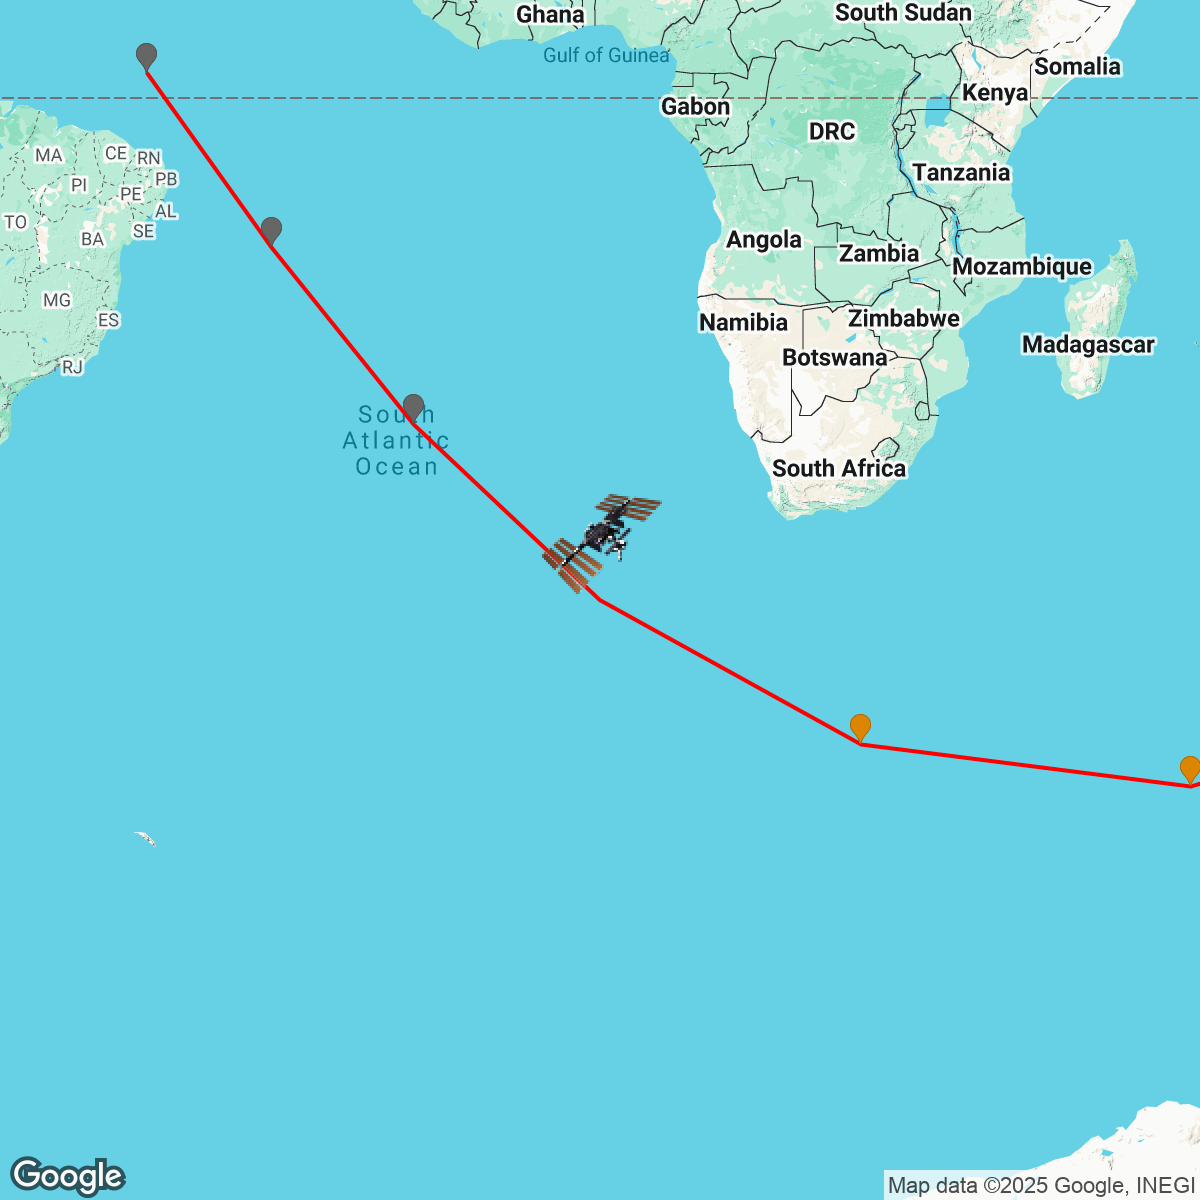 Ghana
South Sudan
Gulf of Guinea
Somalia
Gabon
Kenya
DRC
MA
CE
RN
Tanzania
PI
PE
PB
AL
TO
BA
SE
Angola
Zambia
Mozambique
MG
ES
Namibia
Zimbabwe
Madagascar
Botswana
RJ
South
Atlantic
Ocean
South Africa
Google
Map data ©2025 Google, INEGI